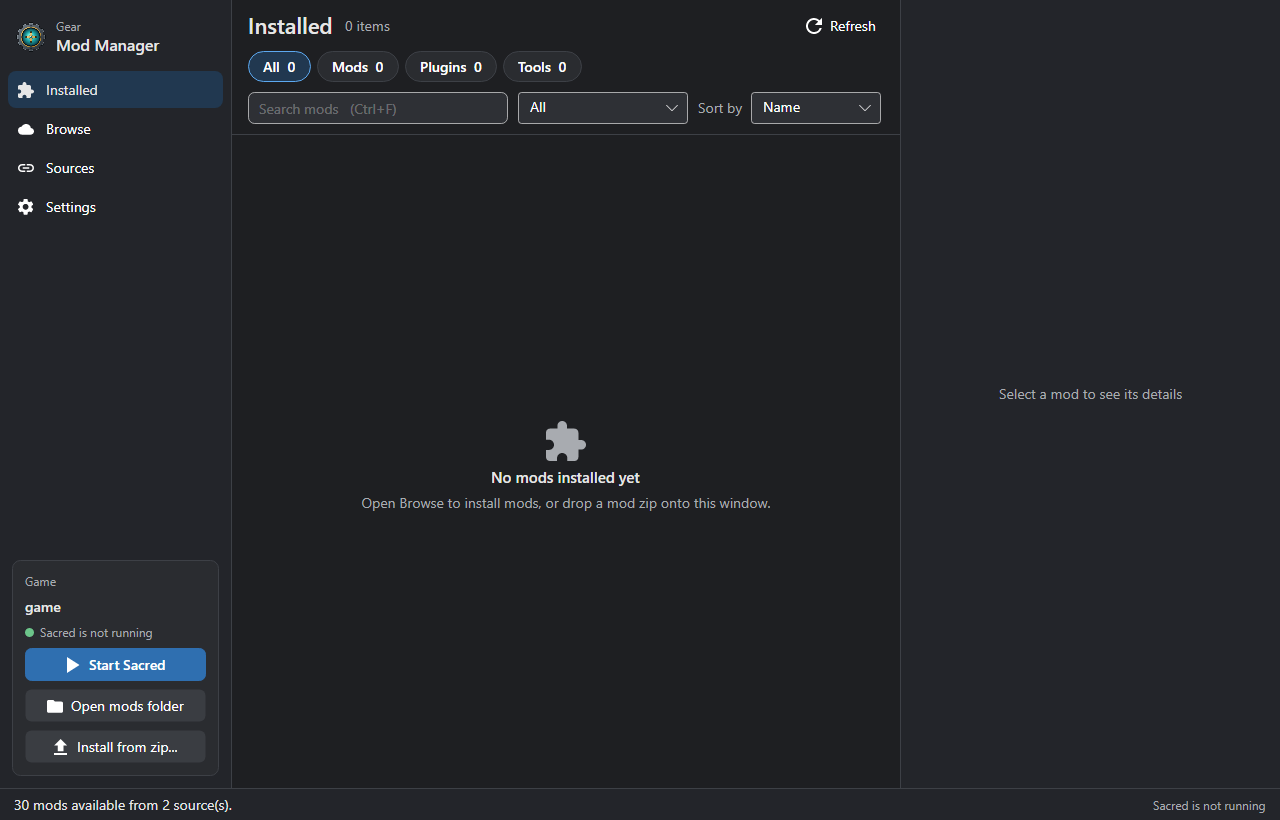 Gear
Mod Manager
Installed
Browse
Sources
Settings
Installed 0 items
Refresh
All 0
Mods 0
Plugins 0
Tools 0
Search mods (Ctrl+F)
All
Sort by
Name
No mods installed yet
Open Browse to install mods, or drop a mod zip onto this window.
Select a mod to see its details
Game
game
Sacred is not running
Start Sacred
Open mods folder
Install from zip...
30 mods available from 2 source(s).
Sacred is not running